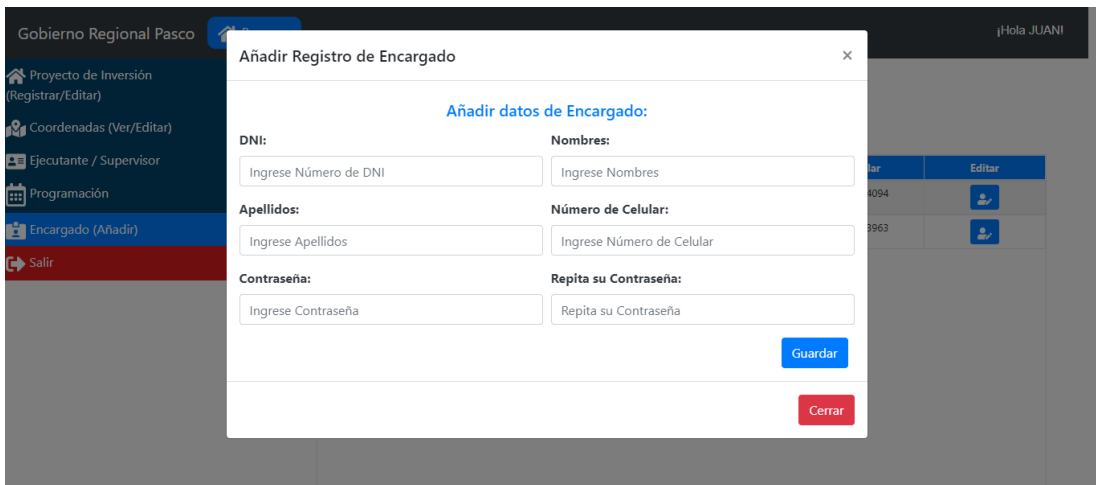 Gobierno Regional Pasco
¡Hola JUAN!
Añadir Registro de Encargado
×
Proyecto de Inversión
(Registrar/Editar)
Coordenadas (Ver/Editar)
Ejecutante / Supervisor
Programación
Encargado (Añadir)
Salir
Añadir datos de Encargado:
DNI:
Nombres:
Ingrese Número de DNI
Ingrese Nombres
Apellidos:
Número de Celular:
Ingrese Apellidos
Ingrese Número de Celular
Contraseña:
Repita su Contraseña:
Ingrese Contraseña
Repita su Contraseña
Guardar
Cerrar
lar
Editar
4094
3963